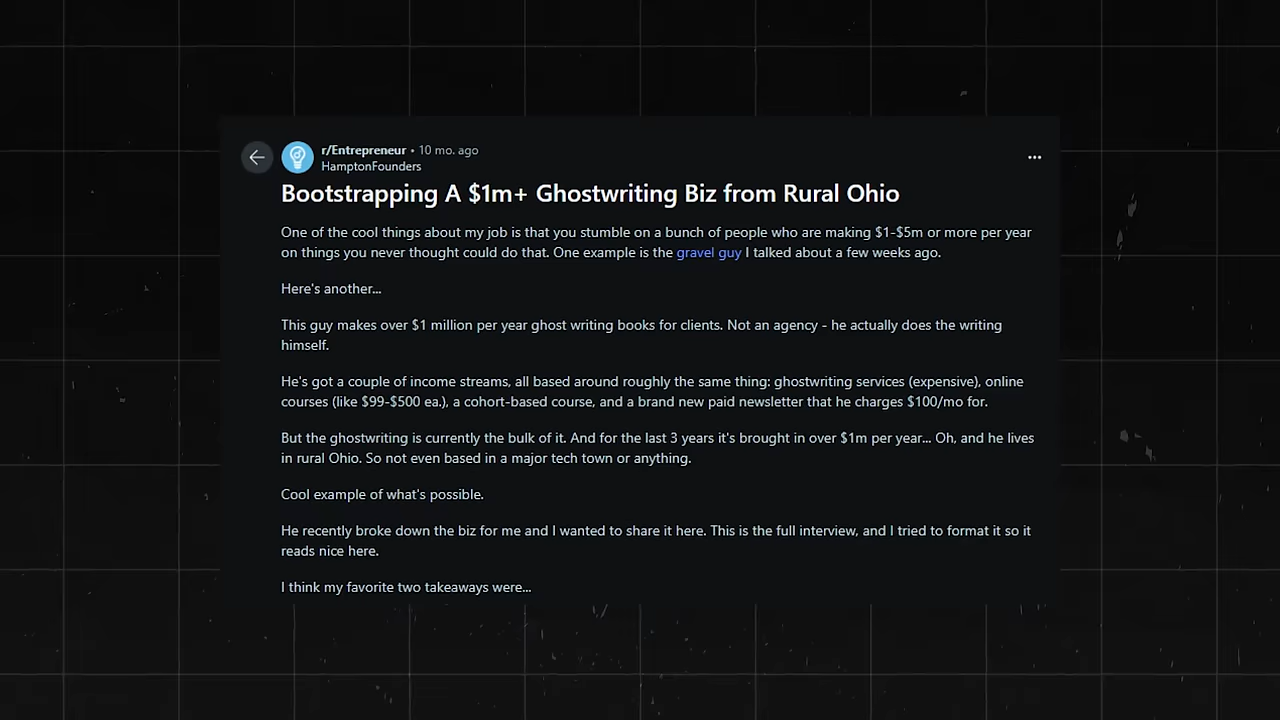 r/Entrepreneur • 10 mo. ago
HamptonFounders
Bootstrapping A $1m+ Ghostwriting Biz from Rural Ohio
One of the cool things about my job is that you stumble on a bunch of people who are making $1-$5m or more per year
on things you never thought could do that. One example is the gravel guy I talked about a few weeks ago.
Here's another...
This guy makes over $1 million per year ghost writing books for clients. Not an agency - he actually does the writing
himself.
He's got a couple of income streams, all based around roughly the same thing: ghostwriting services (expensive), online
courses (like $99-$500 ea.), a cohort-based course, and a brand new paid newsletter that he charges $100/mo for.
But the ghostwriting is currently the bulk of it. And for the last 3 years it's brought in over $1m per year... Oh, and he lives
in rural Ohio. So not even based in a major tech town or anything.
Cool example of what's possible.
He recently broke down the biz for me and I wanted to share it here. This is the full interview, and I tried to format it so it
reads nice here.
I think my favorite two takeaways were...